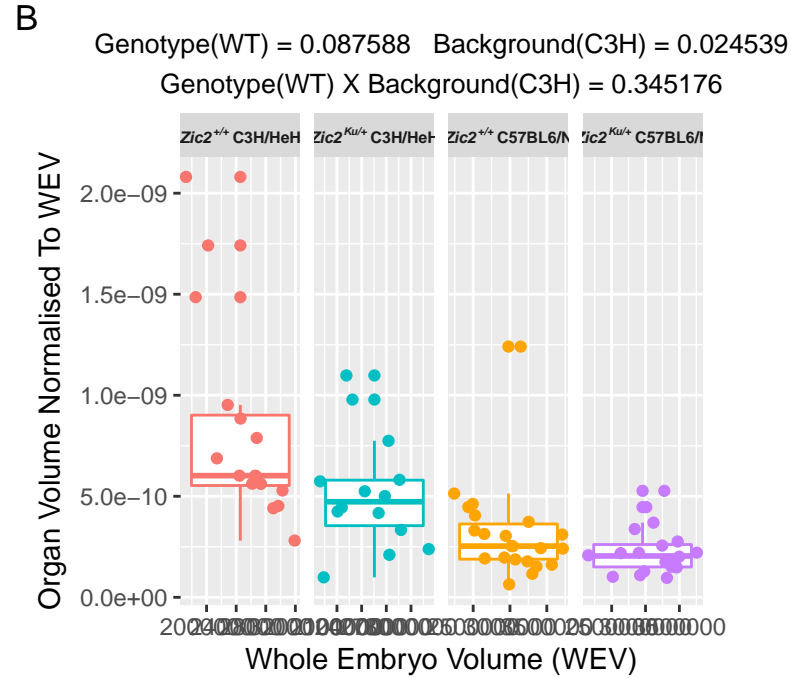 B
Genotype(WT) = 0.087588 Background(C3H) = 0.024539
Genotype(WT) X Background(C3H) = 0.345176
Zic2+/+ C3H/HeH Zic2Ku/+ C3H/HeH Zic2+/+ C57BL6/N Zic2Ku/+ C57BL6/N
Organ Volume Normalised To WEV
2.0e−09
1.5e−09
1.0e−09
5.0e−10
0.0e+00
Whole Embryo Volume (WEV)